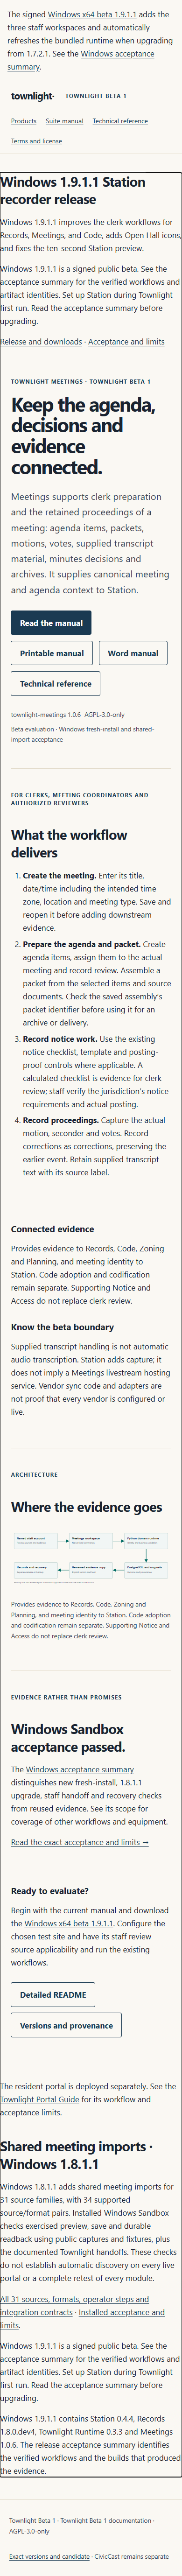 The signed Windows x64 beta 1.9.1.1 adds the
three staff workspaces and automatically
refreshes the bundled runtime when upgrading
from 1.7.2.1. See the Windows acceptance
summary.
townlight· TOWNLIGHT BETA 1
Products Suite manual Technical reference
Terms and license
Windows 1.9.1.1 Station
recorder release
Windows 1.9.1.1 improves the clerk workflows for
Records, Meetings, and Code, adds Open Hall icons,
and fixes the ten-second Station preview.
Windows 1.9.1.1 is a signed public beta. See the
acceptance summary for the verified workflows and
artifact identities. Set up Station during Townlight
first run. Read the acceptance summary before
upgrading.
Release and downloads · Acceptance and limits
TOWNLIGHT MEETINGS · TOWNLIGHT BETA 1
Keep the agenda,
decisions and
evidence
connected.
Meetings supports clerk preparation
and the retained proceedings of a
meeting: agenda items, packets,
motions, votes, supplied transcript
material, minutes decisions and
archives. It supplies canonical meeting
and agenda context to Station.
Read the manual
Printable manual Word manual
Technical reference
townlight-meetings 1.0.6 AGPL-3.0-only
Beta evaluation · Windows fresh-install and shared-
import acceptance
FOR CLERKS, MEETING COORDINATORS AND
AUTHORIZED REVIEWERS
What the workflow
delivers
1. Create the meeting. Enter its title,
date/time including the intended time
zone, location and meeting type. Save and
reopen it before adding downstream
evidence.
2. Prepare the agenda and packet. Create
agenda items, assign them to the actual
meeting and record review. Assemble a
packet from the selected items and source
documents. Check the saved assembly's
packet identifier before using it for an
archive or delivery.
3. Record notice work. Use the existing
notice checklist, template and posting-
proof controls where applicable. A
calculated checklist is evidence for clerk
review; staff verify the jurisdiction's notice
requirements and actual posting.
4. Record proceedings. Capture the actual
motion, seconder and votes. Record
corrections as corrections, preserving the
earlier event. Retain supplied transcript
text with its source label.
Connected evidence
Provides evidence to Records, Code, Zoning
and Planning, and meeting identity to
Station. Code adoption and codification
remain separate. Supporting Notice and
Access do not replace clerk review.
Know the beta boundary
Supplied transcript handling is not automatic
audio transcription. Station adds capture; it
does not imply a Meetings livestream hosting
service. Vendor sync code and adapters are
not proof that every vendor is configured or
live.
ARCHITECTURE
Where the evidence goes
Provides evidence to Records. Code, Zoning and
Planning, and meeting identity to Station. Code adoption
and codification remain separate. Supporting Notice and
Access do not replace clerk review.
EVIDENCE RATHER THAN PROMISES
Windows Sandbox
acceptance passed.
The Windows acceptance summary
distinguishes new fresh-install, 1.8.1.1
upgrade, staff handoff and recovery checks
from reused evidence. See its scope for
coverage of other workflows and equipment.
Read the exact acceptance and limits →
Ready to evaluate?
Begin with the current manual and download
the Windows x64 beta 1.9.1.1. Configure the
chosen test site and have its staff review
source applicability and run the existing
workflows.
Detailed README
Versions and provenance
The resident portal is deployed separately. See the
Townlight Portal Guide for its workflow and
acceptance limits.
Shared meeting imports ·
Windows 1.8.1.1
Windows 1.8.1.1 adds shared meeting imports for
31 source families, with 34 supported
source/format pairs. Installed Windows Sandbox
checks exercised preview, save and durable
readback using public captures and fixtures, plus
the documented Townlight handoffs. These checks
do not establish automatic discovery on every live
portal or a complete retest of every module.
All 31 sources, formats, operator steps and
integration contracts · Installed acceptance and
limits.
Windows 1.9.1.1 is a signed public beta. See the
acceptance summary for the verified workflows and
artifact identities. Set up Station during Townlight
first run. Read the acceptance summary before
upgrading.
Windows 1.9.1.1 contains Station 0.4.4, Records
1.8.0.dev4, Townlight Runtime 0.3.3 and Meetings
1.0.6. The release acceptance summary identifies
the verified workflows and the builds that produced
the evidence.
Townlight Beta 1 · Townlight Beta 1 documentation ·
AGPL-3.0-only
Exact versions and candidate · CivicCast remains separate